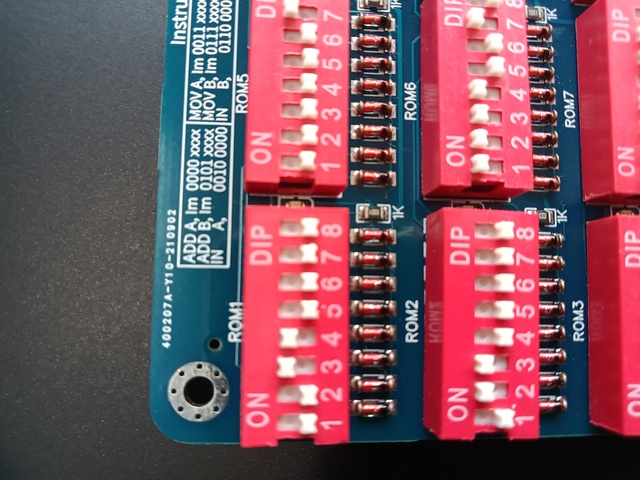 400207A-Y10-210902
ADD A, Im 0000 xxxx MOV A, Im 0011 xxxx
ADD B, Im 0101 xxxx MOV B, Im 0111 xxxx
IN A, 0010 0000 IN B, 0110 000
ROM5
ON
1 2 3 4 5 6 7
ROM6
ON DIP
1 2 3 4 5 6 7 8
1K
ROM7
DIP
ROM1
ON DIP
1 2 3 4 5 6 7 8
1K
ROM2
ON DIP
1 2 3 4 5 6 7 8
1K
ROM3